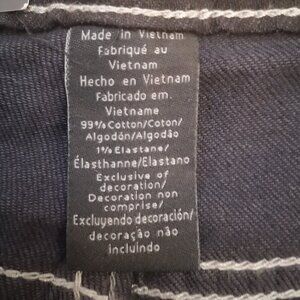 Made in Vietnam
Fabriqué au
Vietnam
Hecho en Vietnam
Fabricado em
Vietname
99% Cotton/Coton/
Algodón/Algodão
1% Elastane/
Élasthanne/Elastano
Exclusive of
decoration/
Décoration non
comprise/
Excluyendo decoración/
decoração não
incluindo